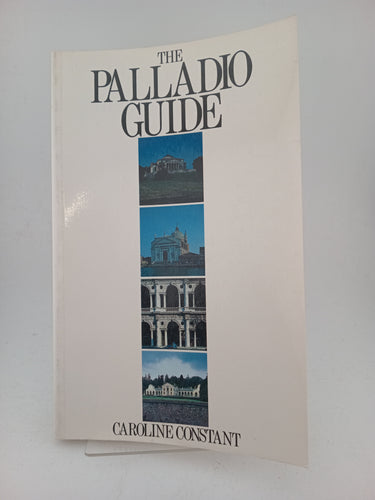 THE
PALLADIO
GUIDE
CAROLINE CONSTANT